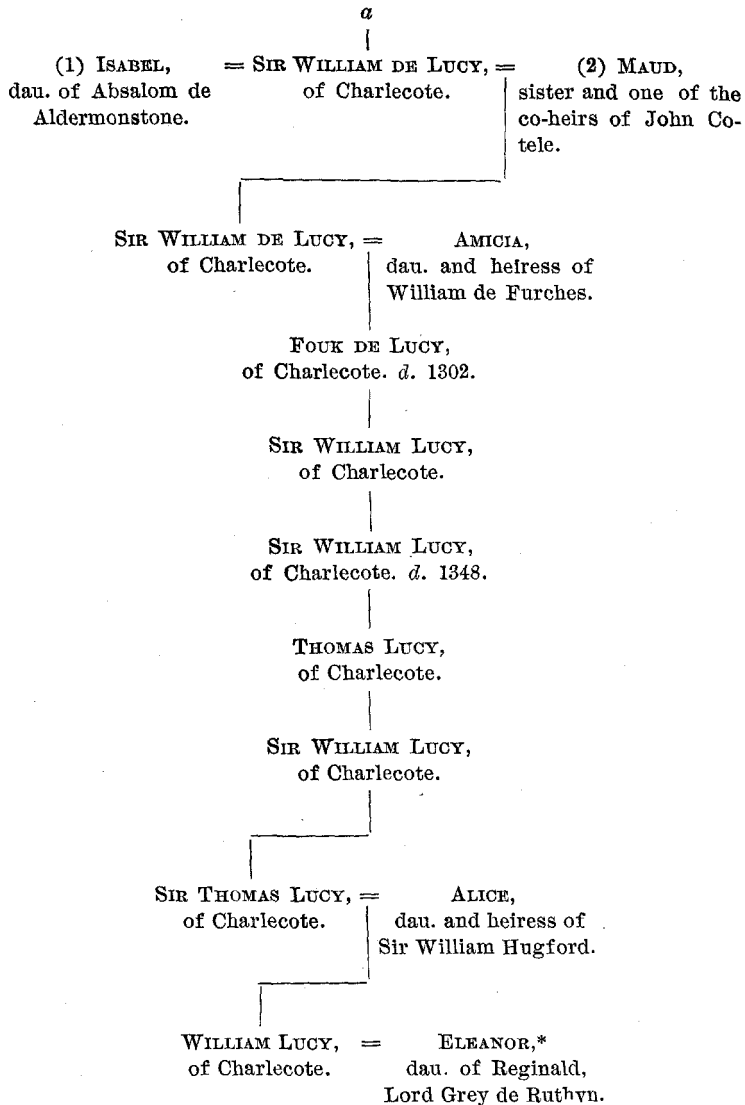 a
(1) ISABEL, = SIR WILLIAM DE LUCY, = (2) MAUD,
dau. of Absalom de of Charlecote. sister and one of the
Aldermonstone. co-heirs of John Co-
tele.
SIR WILLIAM DE LUCY, = AMICIA,
of Charlecote. dau. and heiress of
William de Furches.
FOUK DE LUCY,
of Charlecote. d. 1302.
SIR WILLIAM LUCY,
of Charlecote.
SIR WILLIAM LUCY,
of Charlecote. d. 1348.
THOMAS LUCY,
of Charlecote.
SIR WILLIAM LUCY,
of Charlecote.
SIR THOMAS LUCY, = ALICE,
of Charlecote. dau. and heiress of
Sir William Hugford.
WILLIAM LUCY, = ELEANOR,*
of Charlecote. dau. of Reginald,
Lord Grey de Ruthyn.